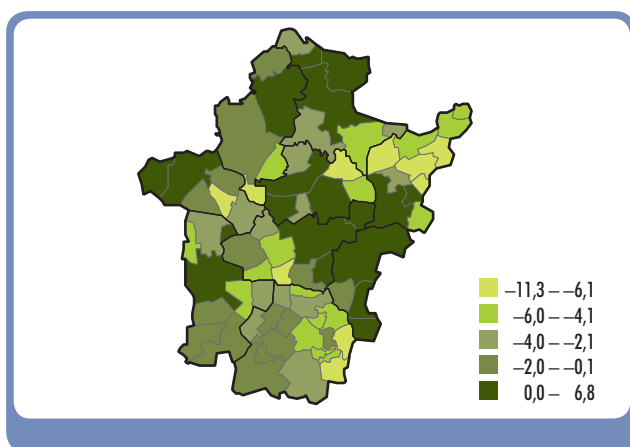 –11,3 – –6,1
–6,0 – –4,1
–4,0 – –2,1
–2,0 – –0,1
0,0 – 6,8